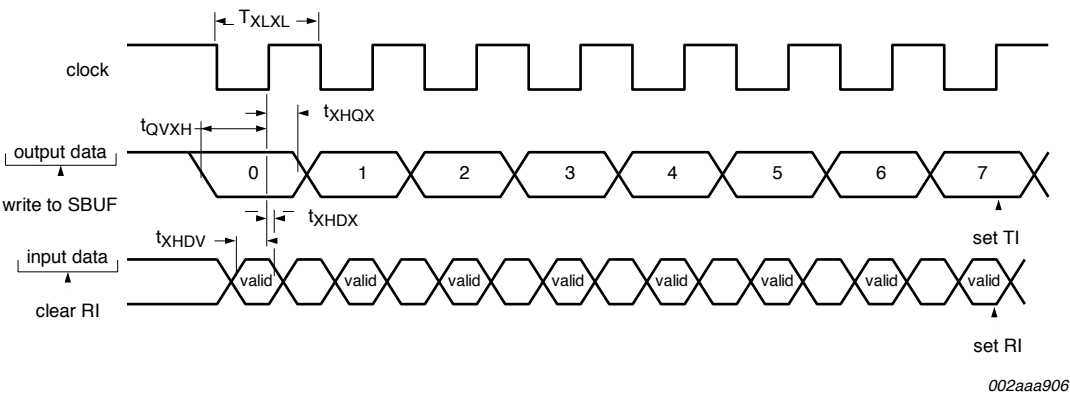 TXLXL
clock
tXHQX
tQVXH
output data
0 1 2 3 4 5 6 7
write to SBUF
tXHDX
set TI
tXHDV
input data
valid valid valid valid valid valid valid valid
clear RI
set RI
002aaa906